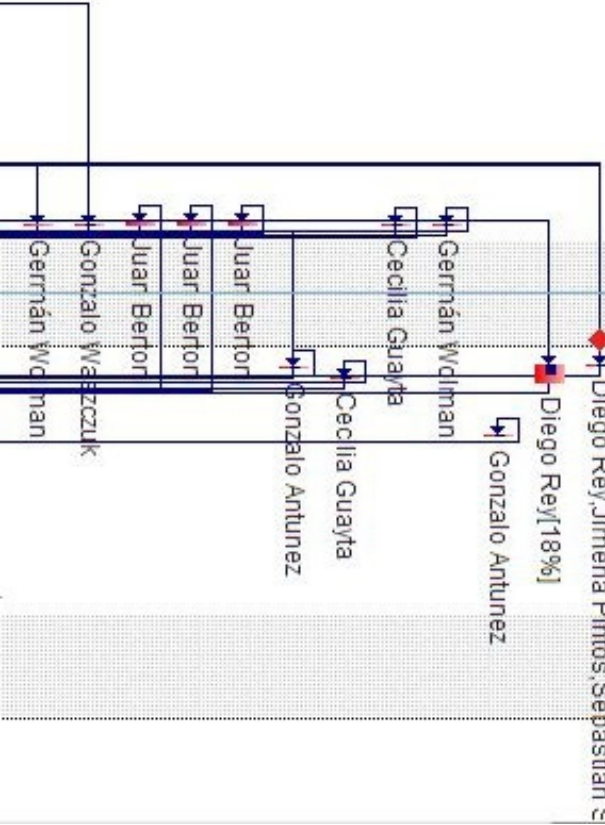 Diego Rey,Jimena Pintos,Sebastian
Diego Rey[18%]
Gonzalo Antunez
Germán Wolman
Cecilia Guayta
Cecilia Guayta
Gonzalo Antunez
Juan Berton
Juan Berton
Juan Berton
Gonzalo Waszczuk
Germán Wolman